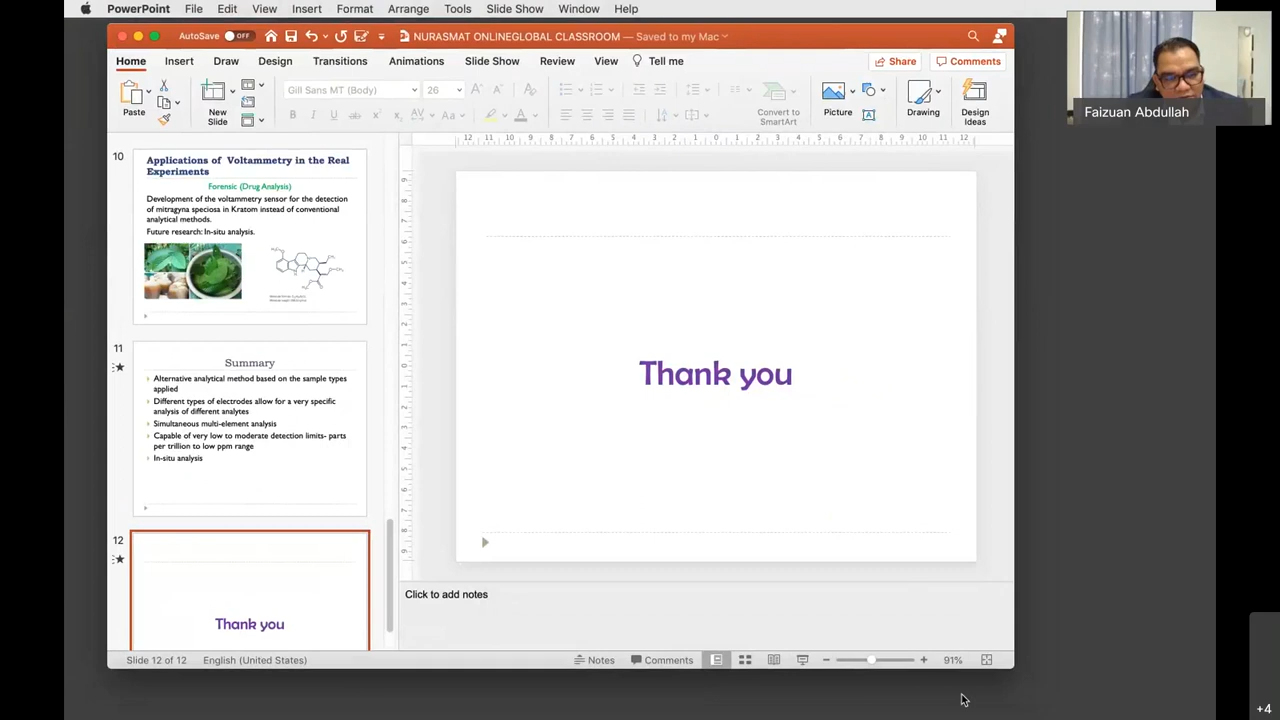 PowerPoint File Edit View Insert Format Arrange Tools Slide Show Window Help
AutoSave OFF NURASMAT ONLINEGLOBAL CLASSROOM — Saved to my Mac
Home Insert Draw Design Transitions Animations Slide Show Review View Tell me Share Comments
Gill Sans MT (Body) 26
Paste
New
Slide
Convert to
SmartArt
Picture
Drawing
Design
Ideas
Faizuan Abdullah
10
Applications of Voltammetry in the Real
Experiments
Forensic (Drug Analysis)
Development of the voltammetry sensor for the detection
of mitragyna speciosa in Kratom instead of conventional
analytical methods.
Future research: In-situ analysis.
11
Summary
Alternative analytical method based on the sample types
applied
Different types of electrodes allow for a very specific
analysis of different analytes
Simultaneous multi-element analysis
Capable of very low to moderate detection limits- parts
per trillion to low ppm range
In-situ analysis
12
Thank you
Thank you
Click to add notes
Slide 12 of 12 English (United States) Notes Comments 91%
+4